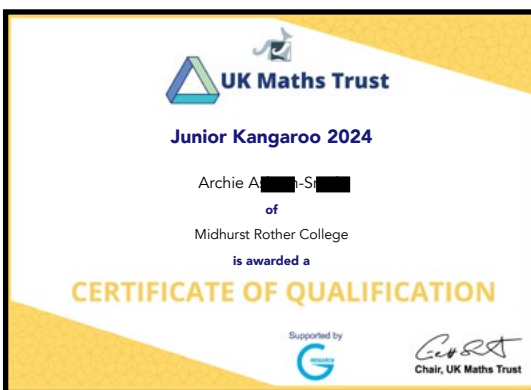 UK Maths Trust
Junior Kangaroo 2024
Archie
of
Midhurst Rother College
is awarded a
CERTIFICATE OF QUALIFICATION
Supported by
G
RESEARCH
Chair, UK Maths Trust